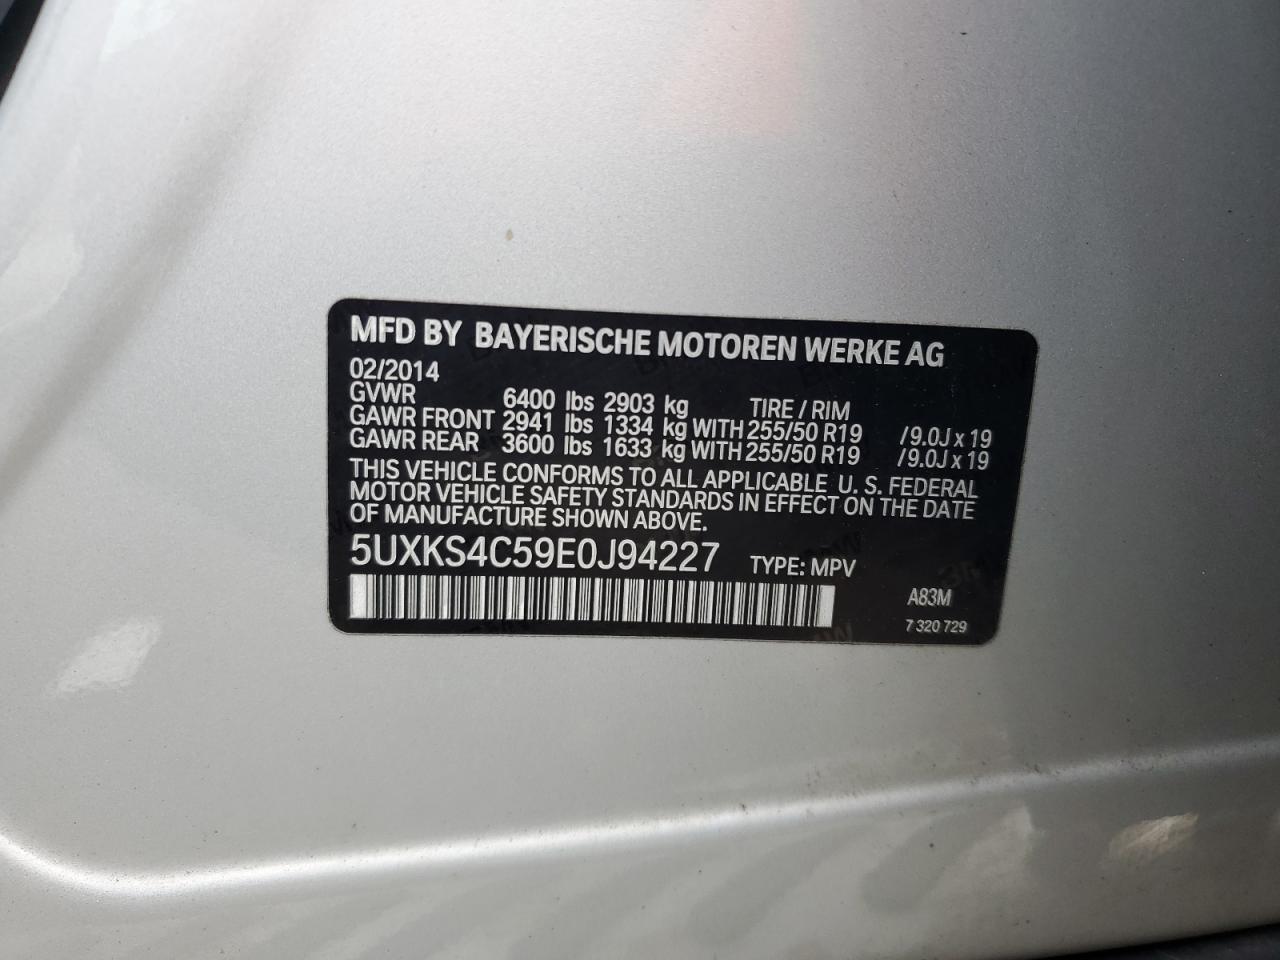 MFD BY BAYERISCHE MOTOREN WERKE AG
02/2014
GVWR 6400 lbs 2903 kg TIRE / RIM
GAWR FRONT 2941 lbs 1334 kg WITH 255/50 R19 /9.0J x 19
GAWR REAR 3600 lbs 1633 kg WITH 255/50 R19 /9.0J x 19
THIS VEHICLE CONFORMS TO ALL APPLICABLE U. S. FEDERAL
MOTOR VEHICLE SAFETY STANDARDS IN EFFECT ON THE DATE
OF MANUFACTURE SHOWN ABOVE.
5UXKS4C59E0J94227 TYPE: MPV
A83M
7 320 729